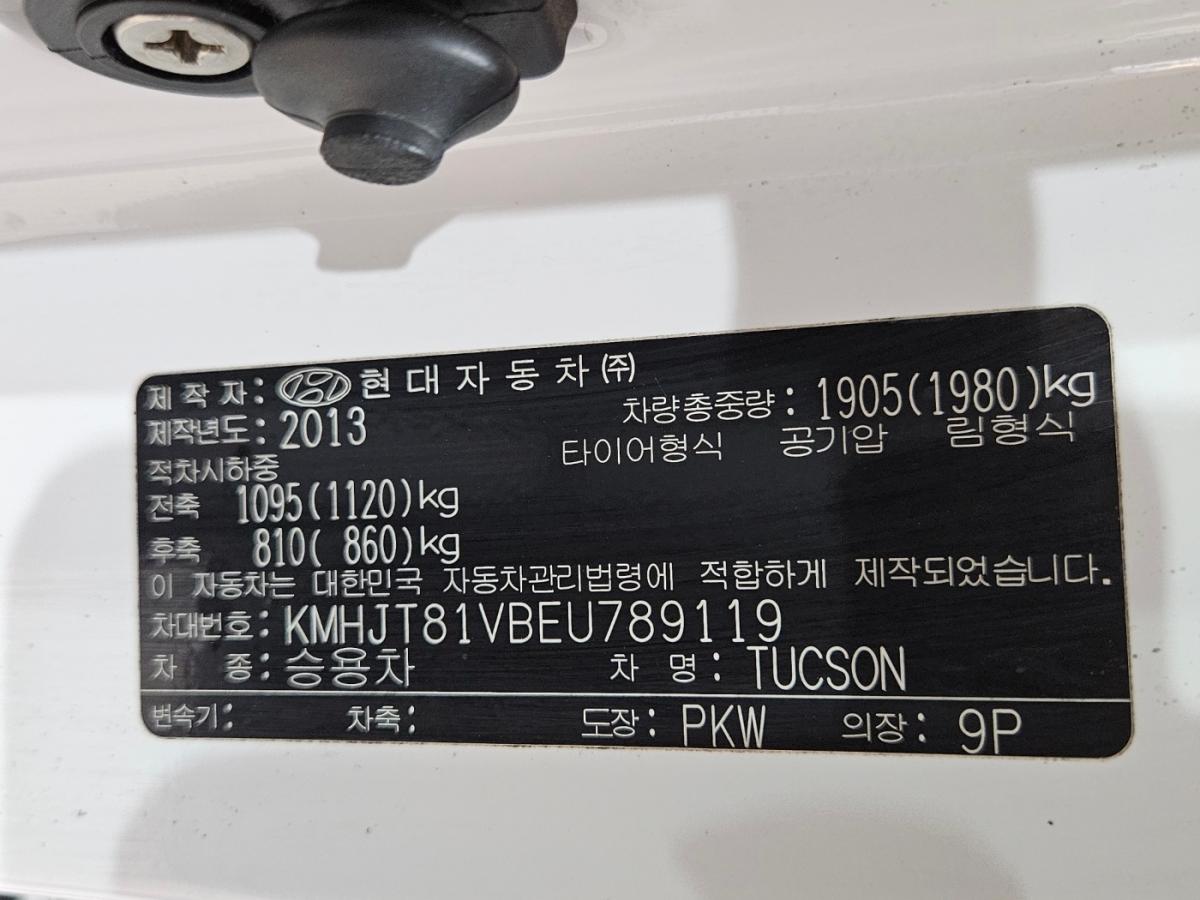 제 작 자 : 현 대 자 동 차 ㈜
제작년도 : 2013 차량총중량 : 1905(1980)kg
적차시하중 타이어형식 공기압 림형식
전축 1095(1120)kg
후축 810( 860)kg
이 자동차는 대한민국 자동차관리법령에 적합하게 제작되었습니다.
차대번호 : KMHJT81VBEU789119
차 종 : 승용차 차 명 : TUCSON
변속기 : 차축 : 도장 : PKW 의장 : 9P